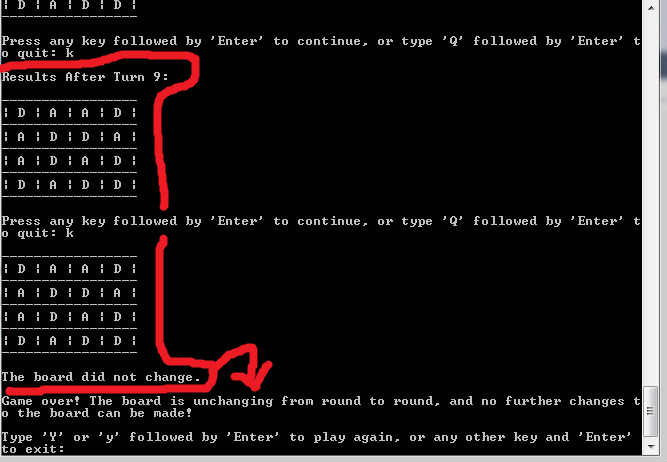 ¦ D ¦ A ¦ A ¦ D ¦
-----------------
Press any key followed by 'Enter' to continue, or type 'Q' followed by 'Enter' t
o quit: k
Results After Turn 9:
-----------------
¦ D ¦ A ¦ A ¦ D ¦
-----------------
¦ A ¦ D ¦ D ¦ A ¦
-----------------
¦ A ¦ D ¦ A ¦ D ¦
-----------------
¦ D ¦ A ¦ D ¦ D ¦
-----------------
Press any key followed by 'Enter' to continue, or type 'Q' followed by 'Enter' t
o quit: k
-----------------
¦ D ¦ A ¦ A ¦ D ¦
-----------------
¦ A ¦ D ¦ D ¦ A ¦
-----------------
¦ A ¦ D ¦ A ¦ D ¦
-----------------
¦ D ¦ A ¦ D ¦ D ¦
-----------------
The board did not change.
Game over! The board is unchanging from round to round, and no further changes t
o the board can be made!
Type 'Y' or 'y' followed by 'Enter' to play again, or any other key and 'Enter'
to exit: